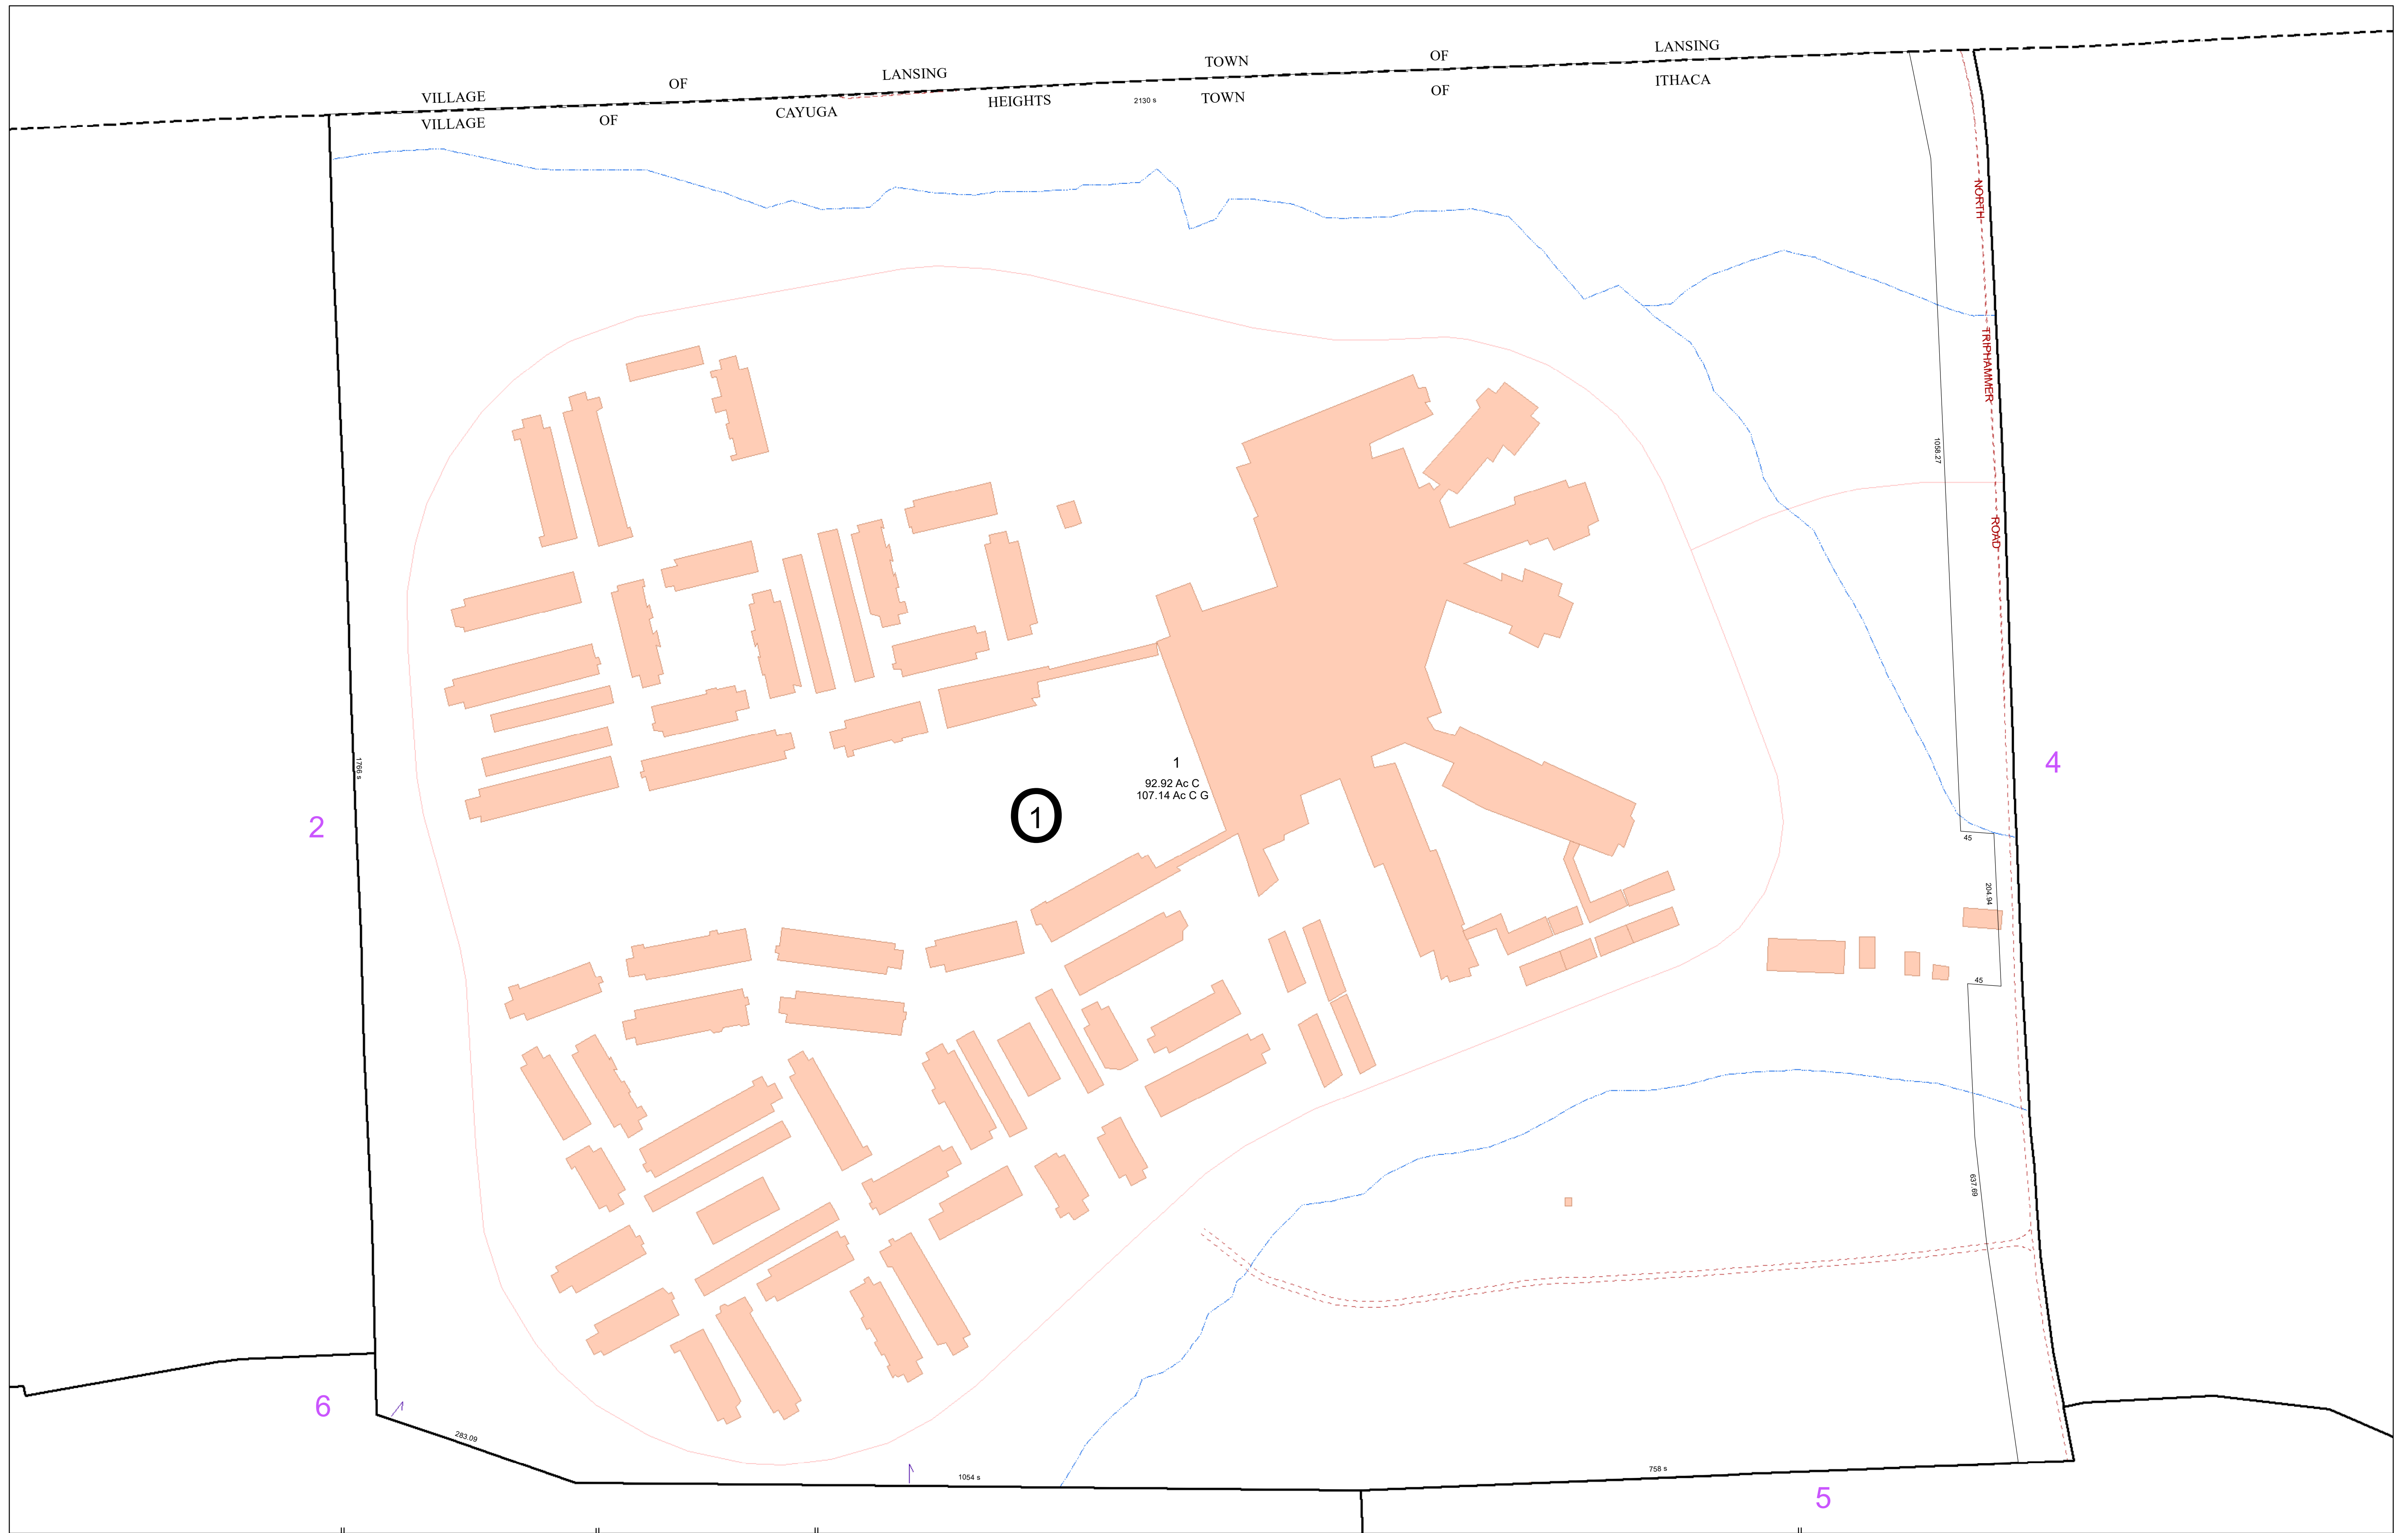 VILLAGE OF LANSING TOWN OF LANSING
VILLAGE OF CAYUGA HEIGHTS 2130 s TOWN OF ITHACA
NORTH TRIPHAMMER ROAD
1058.27
1766 s
1
92.92 Ac C
107.14 Ac C G
1
2
4
45
204.94
45
637.69
6
283.09
1054 s
758 s
5